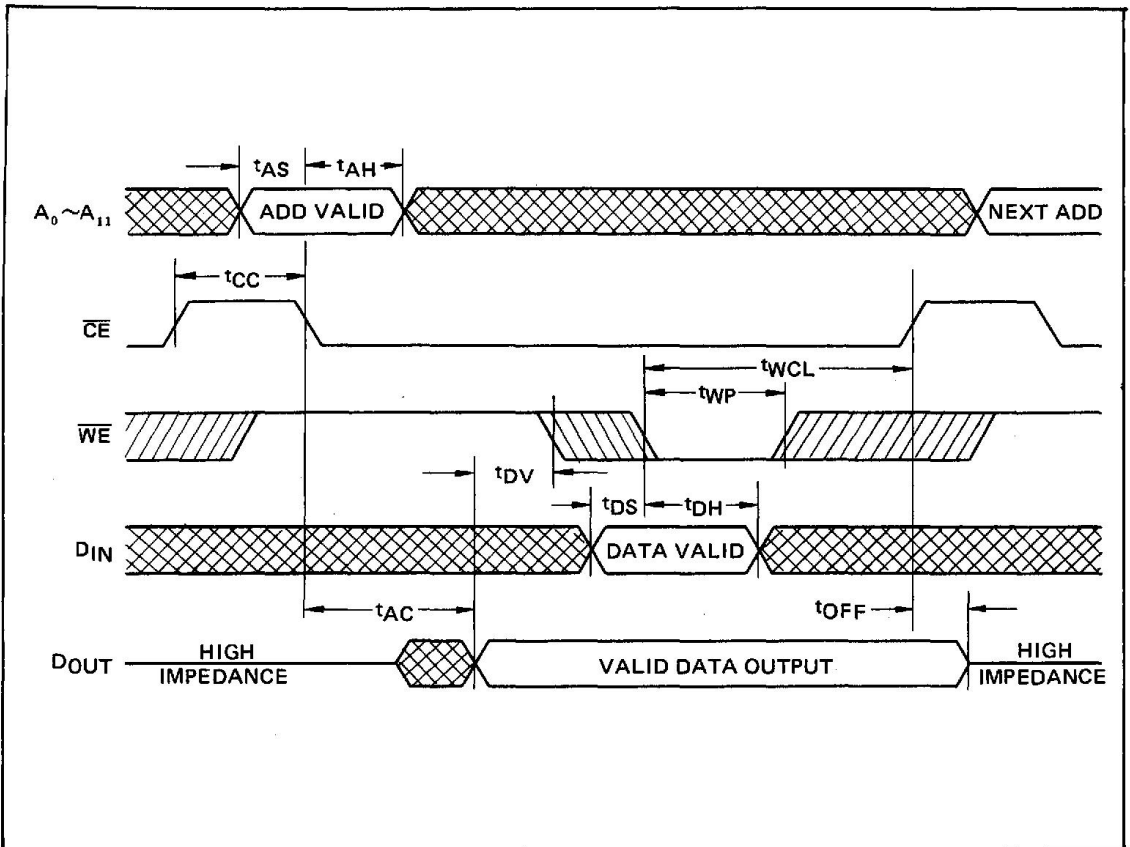 tAS tAH
A0~A11 ADD VALID NEXT ADD
tCC
CE
tWCL
tWP
WE
tDV
tDS tDH
DIN DATA VALID
tAC tOFF
DOUT HIGH IMPEDANCE VALID DATA OUTPUT HIGH IMPEDANCE